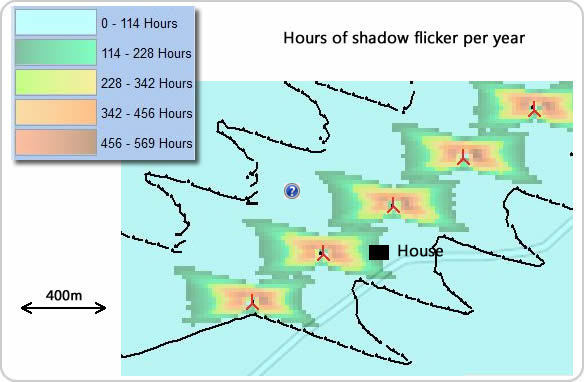 0 - 114 Hours
114 - 228 Hours
228 - 342 Hours
342 - 456 Hours
456 - 569 Hours
Hours of shadow flicker per year
?
House
400m